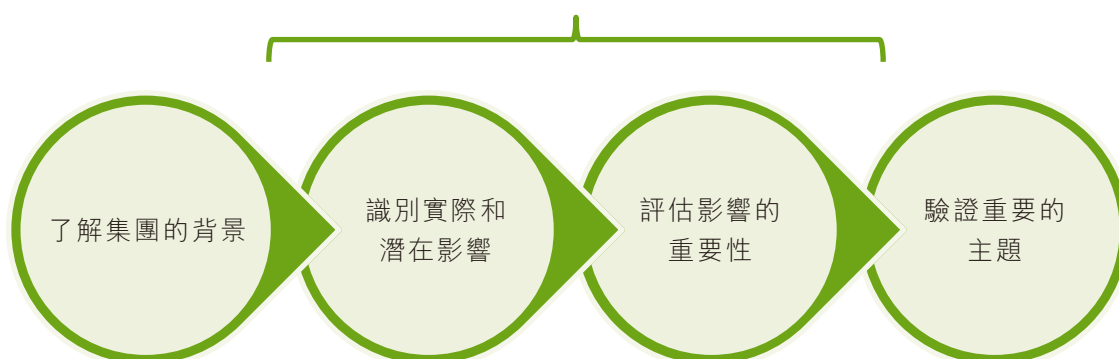 了解集團的背景
識別實際和
潛在影響
評估影響的
重要性
驗證重要的
主題